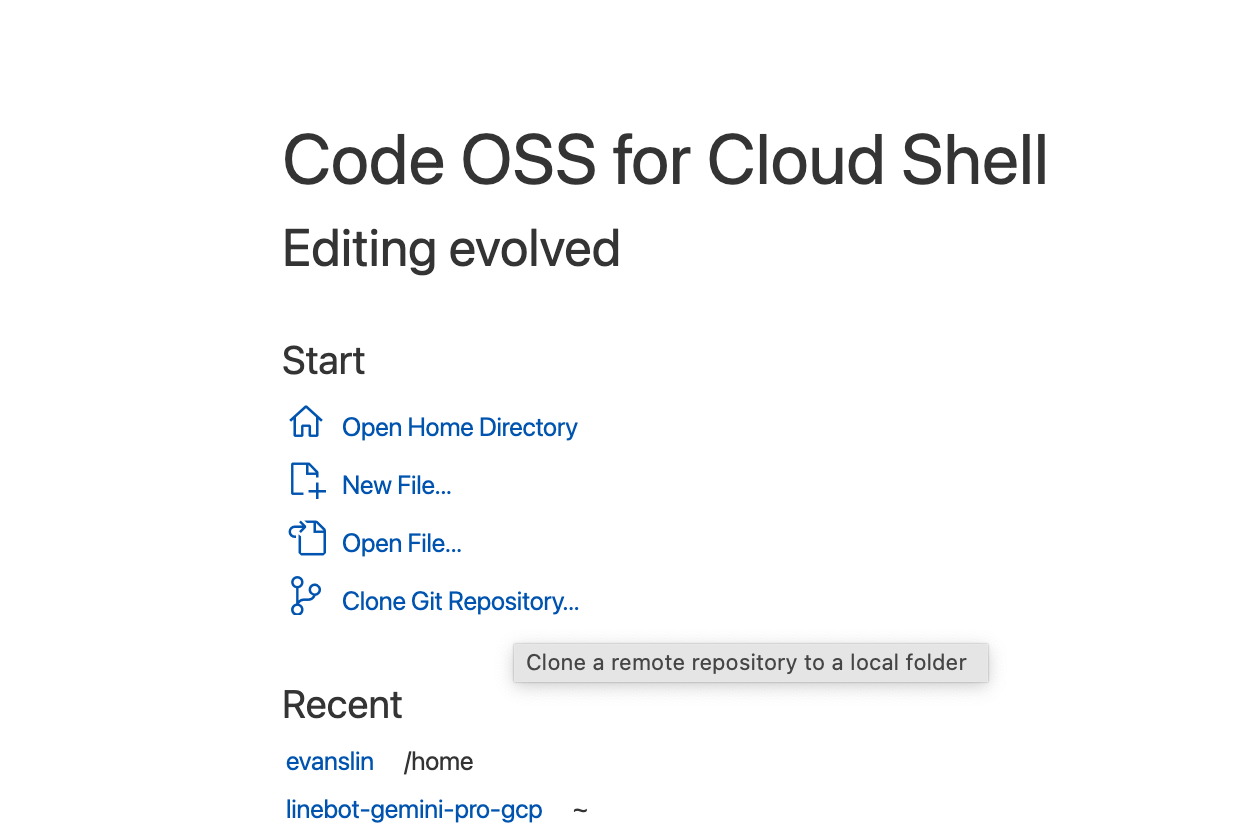 Code OSS for Cloud Shell
Editing evolved
Start
Open Home Directory
New File...
Open File...
Clone Git Repository...
Clone a remote repository to a local folder
Recent
evanslin /home
linebot-gemini-pro-gcp ~